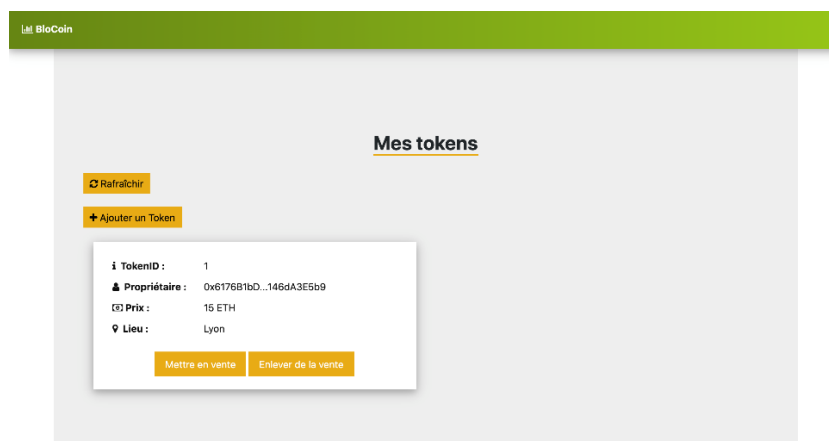 BloCoin
Mes tokens
Rafraîchir
Ajouter un Token
TokenID : 1
Propriétaire : 0x6176B1bD...146dA3E5b9
Prix : 15 ETH
Lieu : Lyon
Mettre en vente Enlever de la vente